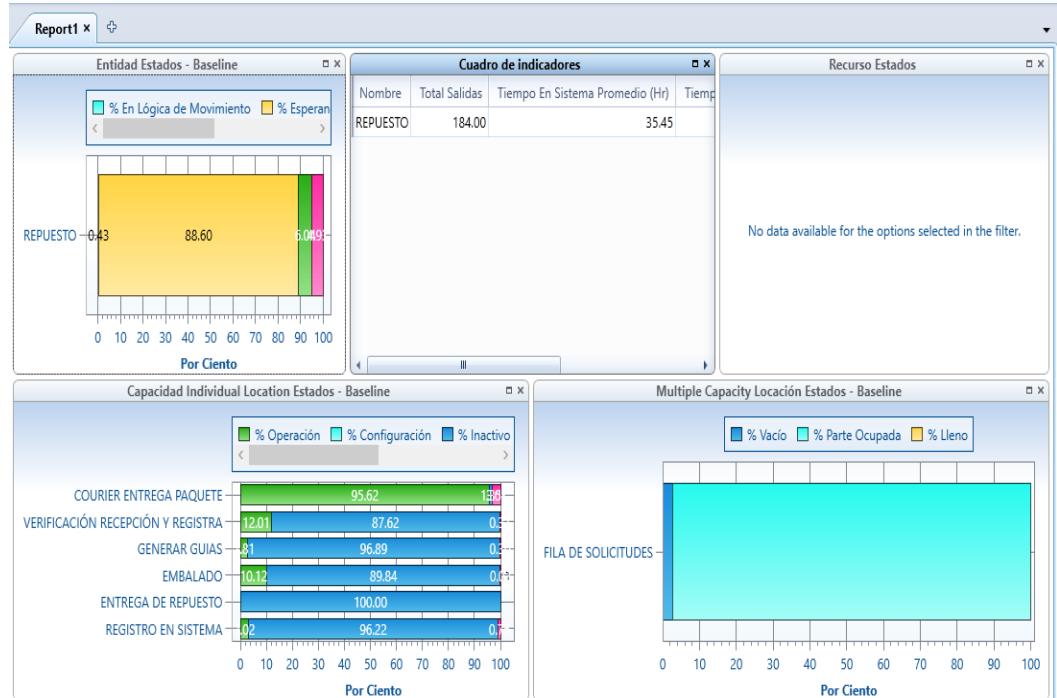 Report1
Entidad Estados - Baseline
% En Lógica de Movimiento % Esperan
REPUESTO
0.43 88.60
0 10 20 30 40 50 60 70 80 90 100
Por Ciento
Cuadro de indicadores
Nombre Total Salidas Tiempo En Sistema Promedio (Hr) Tiemp
REPUESTO 184.00 35.45
Recurso Estados
No data available for the options selected in the filter.
Capacidad Individual Location Estados - Baseline
% Operación % Configuración % Inactivo
COURIER ENTREGA PAQUETE 95.62
VERIFICACIÓN RECEPCIÓN Y REGISTRA 12.01 87.62
GENERAR GUIAS .81 96.89
EMBALADO 10.12 89.84
ENTREGA DE REPUESTO 100.00
REGISTRO EN SISTEMA .02 96.22
0 10 20 30 40 50 60 70 80 90 100
Por Ciento
Multiple Capacity Locación Estados - Baseline
% Vacío % Parte Ocupada % Lleno
FILA DE SOLICITUDES
0 10 20 30 40 50 60 70 80 90 100
Por Ciento